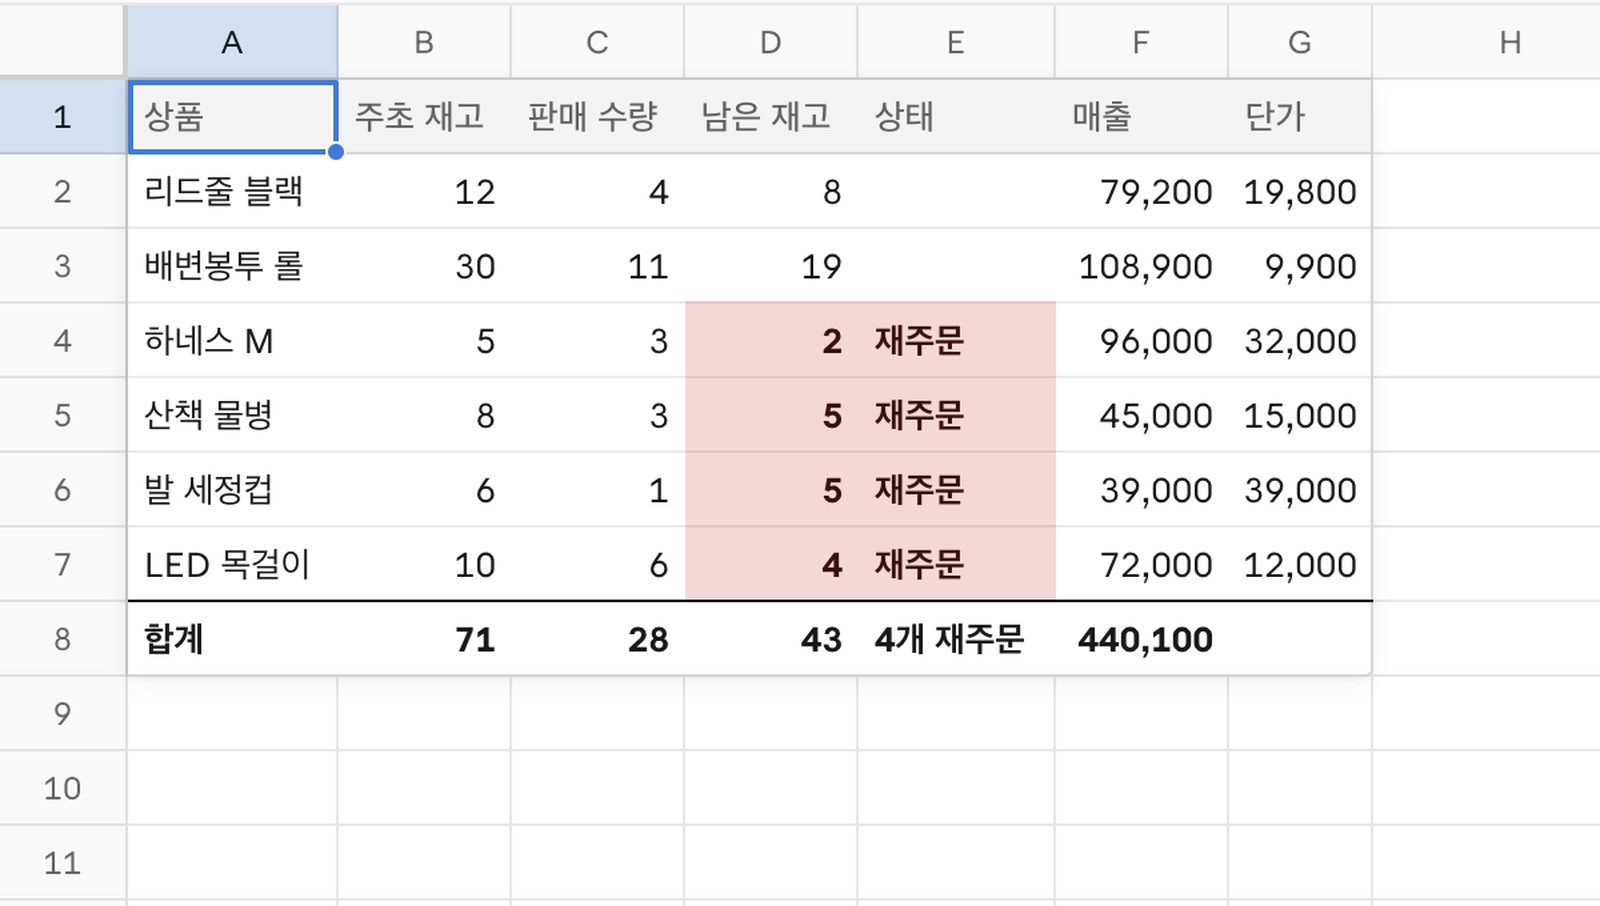 A B C D E F G H
1 상품 주초 재고 판매 수량 남은 재고 상태 매출 단가
2 리드줄 블랙 12 4 8 79,200 19,800
3 배변봉투 롤 30 11 19 108,900 9,900
4 하네스 M 5 3 2 재주문 96,000 32,000
5 산책 물병 8 3 5 재주문 45,000 15,000
6 발 세정컵 6 1 5 재주문 39,000 39,000
7 LED 목걸이 10 6 4 재주문 72,000 12,000
8 합계 71 28 43 4개 재주문 440,100
9
10
11